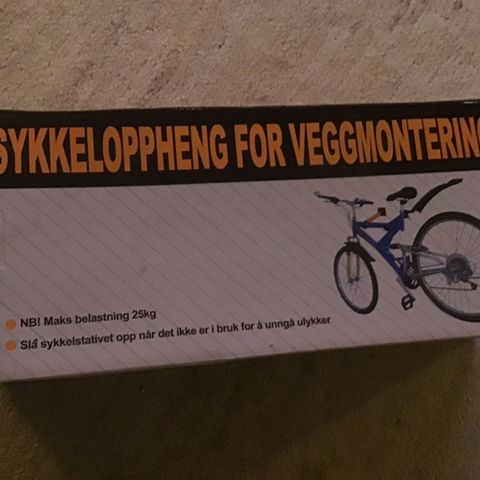 SYKKELOPPHENG FOR VEGGMONTERING
NB! Maks belastning 25kg
Slå sykkelstativet opp når det ikke er i bruk for å unngå ulykker